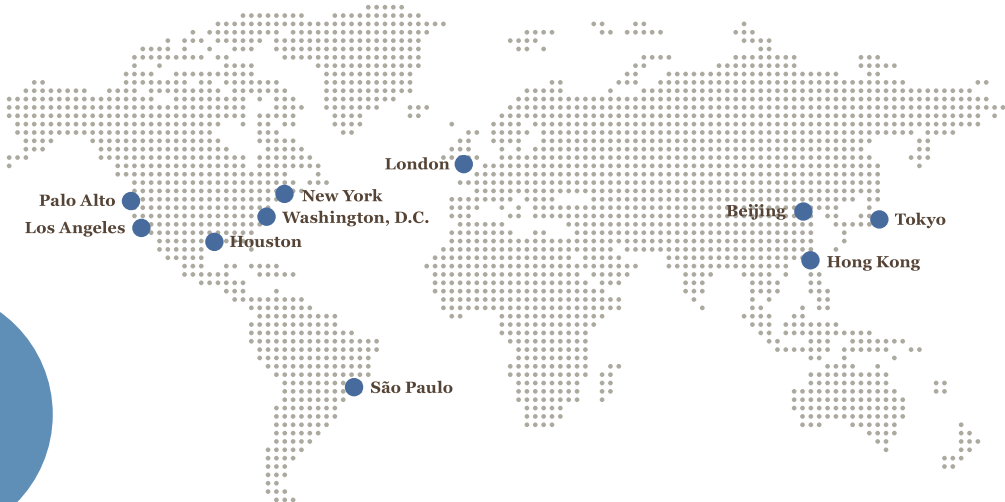 London
Palo Alto
New York
Los Angeles
Washington, D.C.
Houston
Beijing
Tokyo
Hong Kong
São Paulo